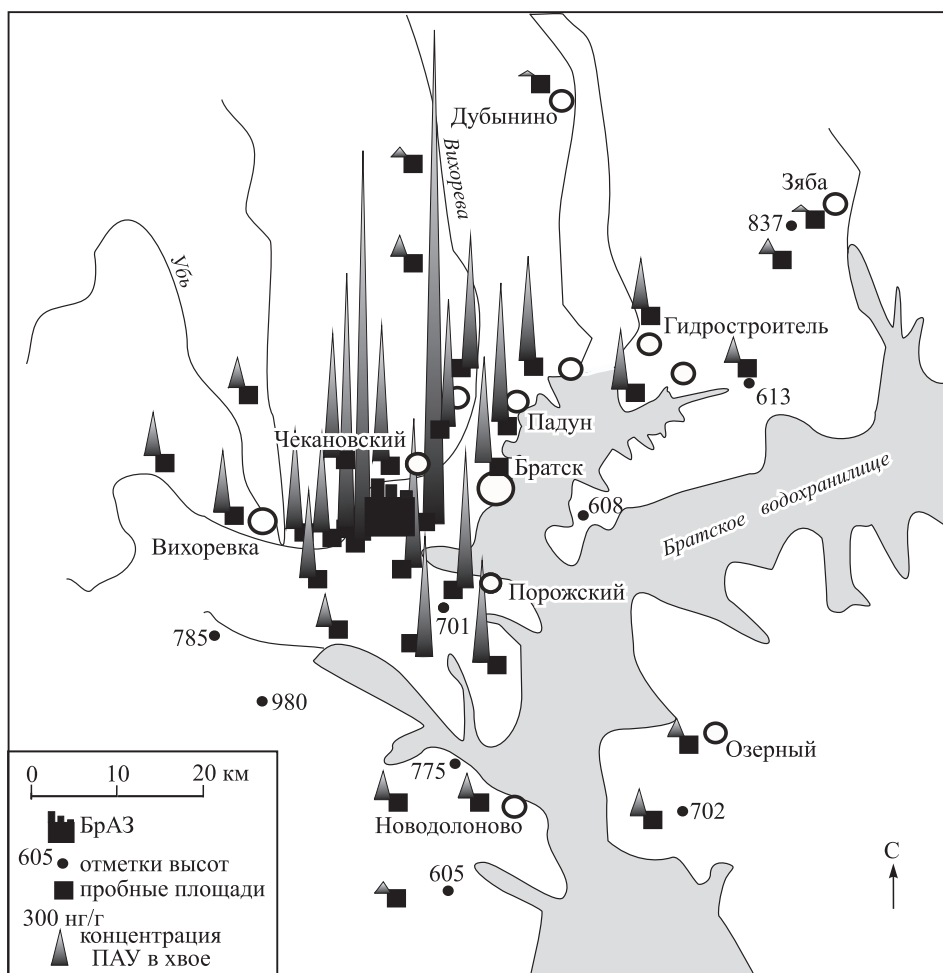 Дубынино
Вихорева
Зяба
837
Убь
Гидростроитель
613
Падун
Чекановский
Братск
608
Братское водохранилище
Вихоревка
Порожский
701
785
980
Озерный
775
702
Новодолоново
605
С
0 10 20 км
БрАЗ
605 отметки высот
пробные площади
300 нг/г
концентрация
ПАУ в хвое